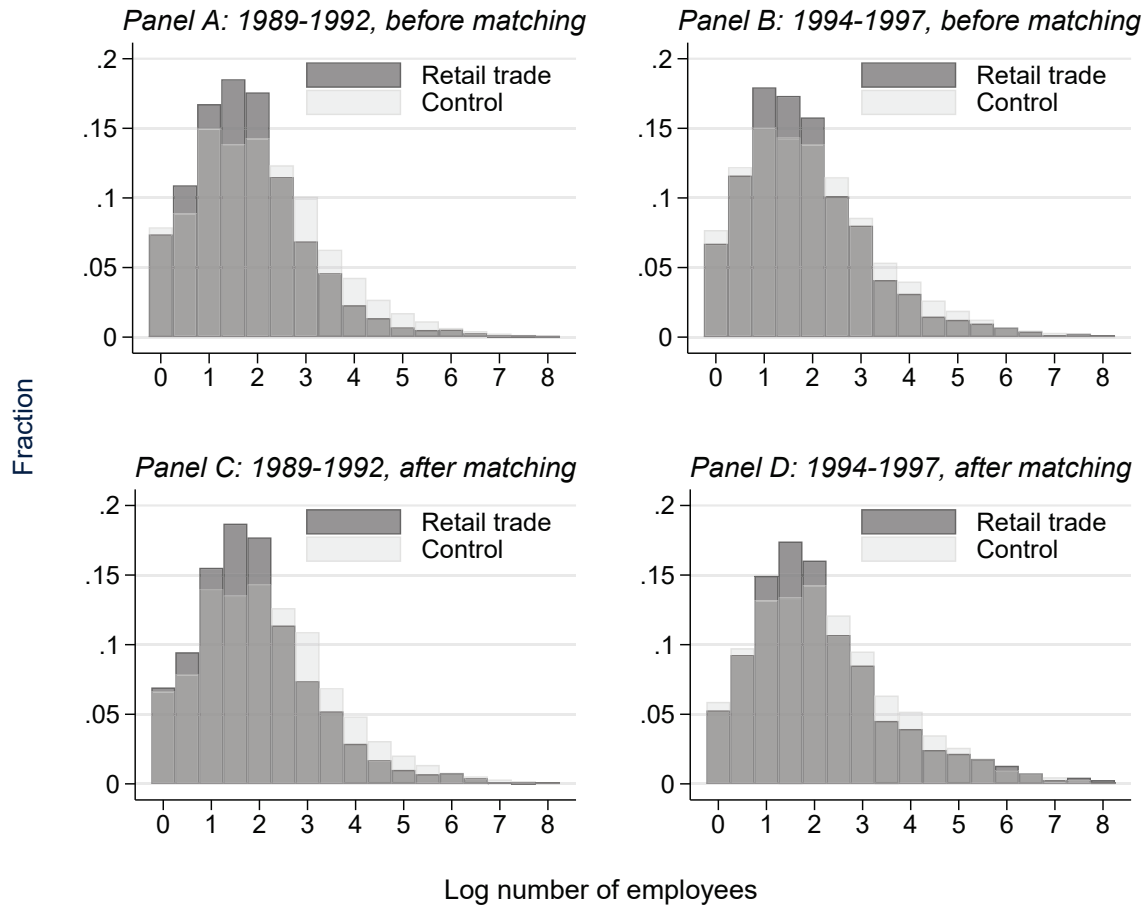 Panel A: 1989-1992, before matching
.2
.15
.1
.05
0
Retail trade
Control
0 1 2 3 4 5 6 7 8
Panel B: 1994-1997, before matching
.2
.15
.1
.05
0
Retail trade
Control
0 1 2 3 4 5 6 7 8
Fraction
Panel C: 1989-1992, after matching
.2
.15
.1
.05
0
Retail trade
Control
0 1 2 3 4 5 6 7 8
Panel D: 1994-1997, after matching
.2
.15
.1
.05
0
Retail trade
Control
0 1 2 3 4 5 6 7 8
Log number of employees